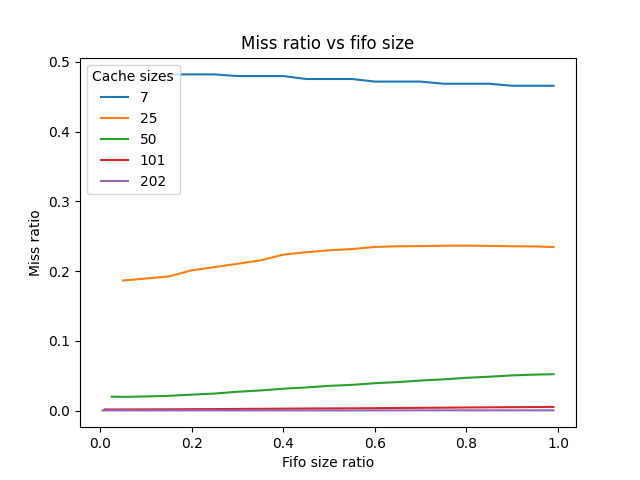 Miss ratio vs fifo size
Cache sizes
7
25
50
101
202
0.5
0.4
0.3
0.2
0.1
0.0
Miss ratio
0.0 0.2 0.4 0.6 0.8 1.0
Fifo size ratio